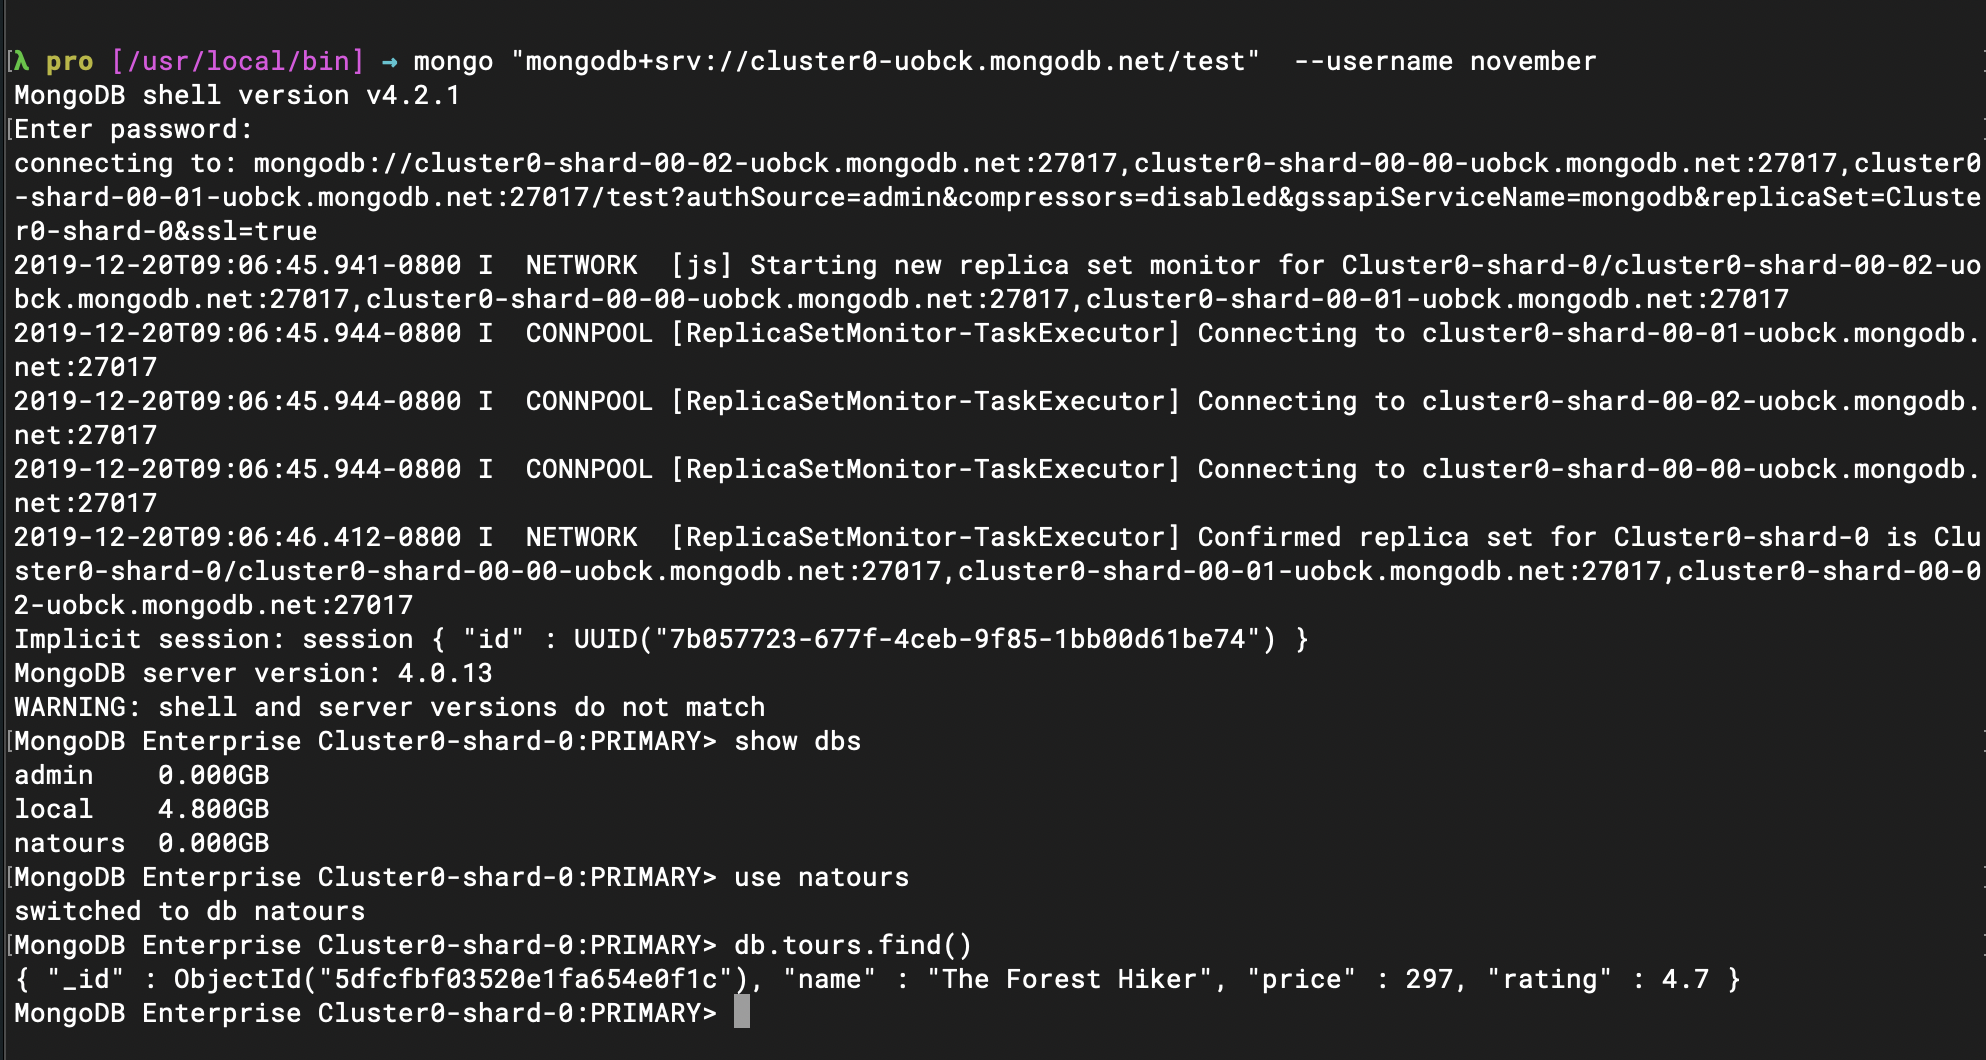 [λ pro [/usr/local/bin] → mongo "mongodb+srv://cluster0-uobck.mongodb.net/test"  --username november
MongoDB shell version v4.2.1
[Enter password:
connecting to: mongodb://cluster0-shard-00-02-uobck.mongodb.net:27017,cluster0-shard-00-00-uobck.mongodb.net:27017,cluster0
-shard-00-01-uobck.mongodb.net:27017/test?authSource=admin&compressors=disabled&gssapiServiceName=mongodb&replicaSet=Cluste
r0-shard-0&ssl=true
2019-12-20T09:06:45.941-0800 I  NETWORK  [js] Starting new replica set monitor for Cluster0-shard-0/cluster0-shard-00-02-uo
bck.mongodb.net:27017,cluster0-shard-00-00-uobck.mongodb.net:27017,cluster0-shard-00-01-uobck.mongodb.net:27017
2019-12-20T09:06:45.944-0800 I  CONNPOOL [ReplicaSetMonitor-TaskExecutor] Connecting to cluster0-shard-00-01-uobck.mongodb.
net:27017
2019-12-20T09:06:45.944-0800 I  CONNPOOL [ReplicaSetMonitor-TaskExecutor] Connecting to cluster0-shard-00-02-uobck.mongodb.
net:27017
2019-12-20T09:06:45.944-0800 I  CONNPOOL [ReplicaSetMonitor-TaskExecutor] Connecting to cluster0-shard-00-00-uobck.mongodb.
net:27017
2019-12-20T09:06:46.412-0800 I  NETWORK  [ReplicaSetMonitor-TaskExecutor] Confirmed replica set for Cluster0-shard-0 is Clu
ster0-shard-0/cluster0-shard-00-00-uobck.mongodb.net:27017,cluster0-shard-00-01-uobck.mongodb.net:27017,cluster0-shard-00-0
2-uobck.mongodb.net:27017
Implicit session: session { "id" : UUID("7b057723-677f-4ceb-9f85-1bb00d61be74") }
MongoDB server version: 4.0.13
WARNING: shell and server versions do not match
[MongoDB Enterprise Cluster0-shard-0:PRIMARY> show dbs
admin    0.000GB
local    4.800GB
natours  0.000GB
[MongoDB Enterprise Cluster0-shard-0:PRIMARY> use natours
switched to db natours
[MongoDB Enterprise Cluster0-shard-0:PRIMARY> db.tours.find()
{ "_id" : ObjectId("5dfcfbf03520e1fa654e0f1c"), "name" : "The Forest Hiker", "price" : 297, "rating" : 4.7 }
MongoDB Enterprise Cluster0-shard-0:PRIMARY>